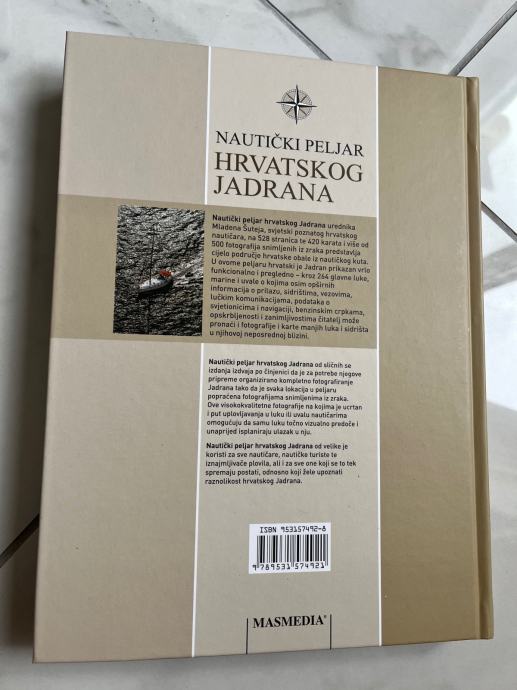 NAUTIČKI PELJAR
HRVATSKOG
JADRANA
Nautički peljar hrvatskog Jadrana urednika
Mladena Šuteja, svjetski poznatog hrvatskog
nautičara, na 528 stranica te 420 karata i više od
500 fotografija snimljenih iz zraka predstavlja
cijelo područje hrvatske obale iz nautičkog kuta.
U ovome peljaru hrvatski je Jadran prikazan vrlo
funkcionalno i pregledno – kroz 264 glavne luke,
marine i uvale o kojima osim opširnih
informacija o prilazu, sidrištima, vezovima,
lučkim komunikacijama, podataka o
svjetionicima i navigaciji, benzinskim crpkama,
opskrbljenosti i zanimljivostima čitatelj može
pronaći i fotografije i karte manjih luka i sidrišta
u njihovoj neposrednoj blizini.
Nautički peljar hrvatskog Jadrana od sličnih se
izdanja izdvaja po činjenici da je za potrebe njegove
pripreme organizirano kompletno fotografiranje
Jadrana tako da je svaka lokacija u peljaru
popraćena fotografijama snimljenima iz zraka.
Ove visokokvalitetne fotografije na kojima je ucrtan
i put uplovljavanja u luku ili uvalu nautičarima
omogućuju da samu luku točno vizualno predoče i
unaprijed isplaniraju ulazak u nju.
Nautički peljar hrvatskog Jadrana od velike je
koristi za sve nautičare, nautičke turiste te
iznajmljivače plovila, ali i za sve one koji se to tek
spremaju postati, odnosno koji žele upoznati
raznolikost hrvatskog Jadrana.
ISBN 953157492-8
9 789531 574921
MASMEDIA®